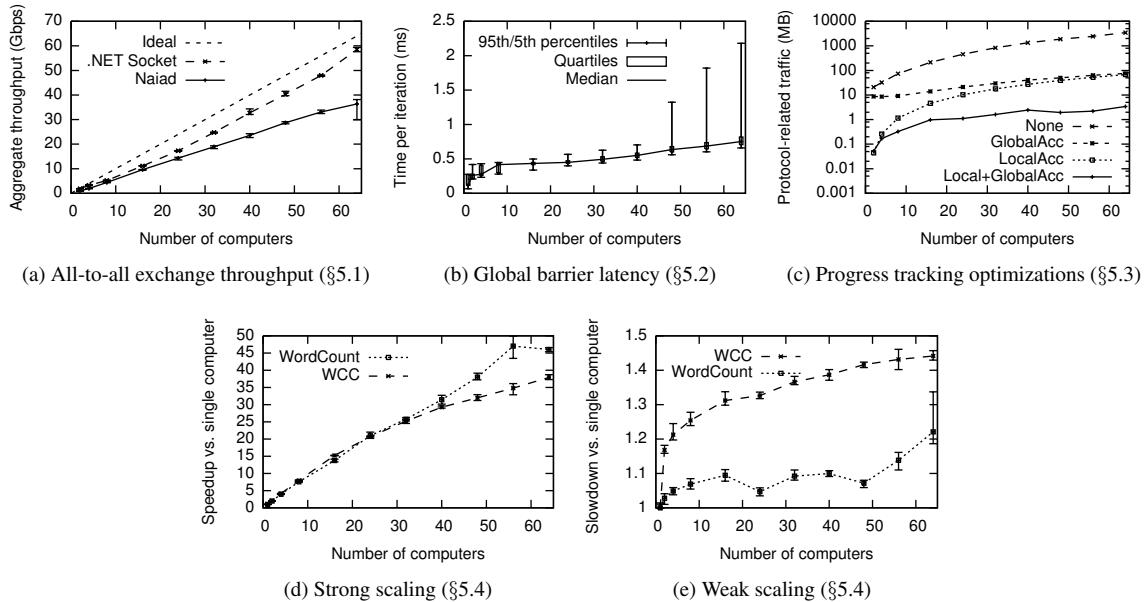 Aggregate throughput (Gbps)
70
60
50
40
30
20
10
0
Ideal
.NET Socket
Naiad
0 10 20 30 40 50 60
Number of computers
(a) All-to-all exchange throughput (§5.1)
Time per iteration (ms)
2.5
2
1.5
1
0.5
0
95th/5th percentiles
Quartiles
Median
0 10 20 30 40 50 60
Number of computers
(b) Global barrier latency (§5.2)
Protocol-related traffic (MB)
10000
1000
100
10
1
0.1
0.01
0.001
None
GlobalAcc
LocalAcc
Local+GlobalAcc
0 10 20 30 40 50 60
Number of computers
(c) Progress tracking optimizations (§5.3)
Speedup vs. single computer
50
45
40
35
30
25
20
15
10
5
0
WordCount
WCC
0 10 20 30 40 50 60
Number of computers
(d) Strong scaling (§5.4)
Slowdown vs. single computer
1.5
1.4
1.3
1.2
1.1
1
WCC
WordCount
0 10 20 30 40 50 60
Number of computers
(e) Weak scaling (§5.4)